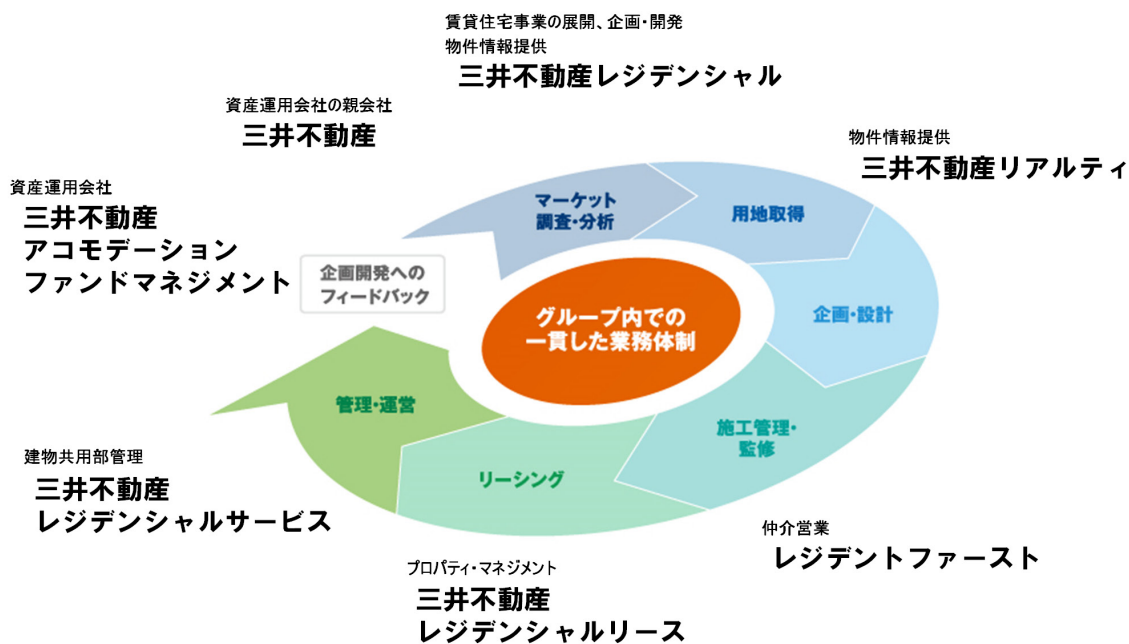 賃貸住宅事業の展開、企画・開発
物件情報提供
三井不動産レジデンシャル
資産運用会社の親会社
三井不動産
物件情報提供
三井不動産リアルティ
資産運用会社
三井不動産
アコモデーション
ファンドマネジメント
マーケット
調査・分析
用地取得
企画開発への
フィードバック
グループ内での
一貫した業務体制
企画・設計
管理・運営
施工管理・
監修
リーシング
建物共用部管理
三井不動産
レジデンシャルサービス
仲介営業
レジデントファースト
プロパティ・マネジメント
三井不動産
レジデンシャルリース